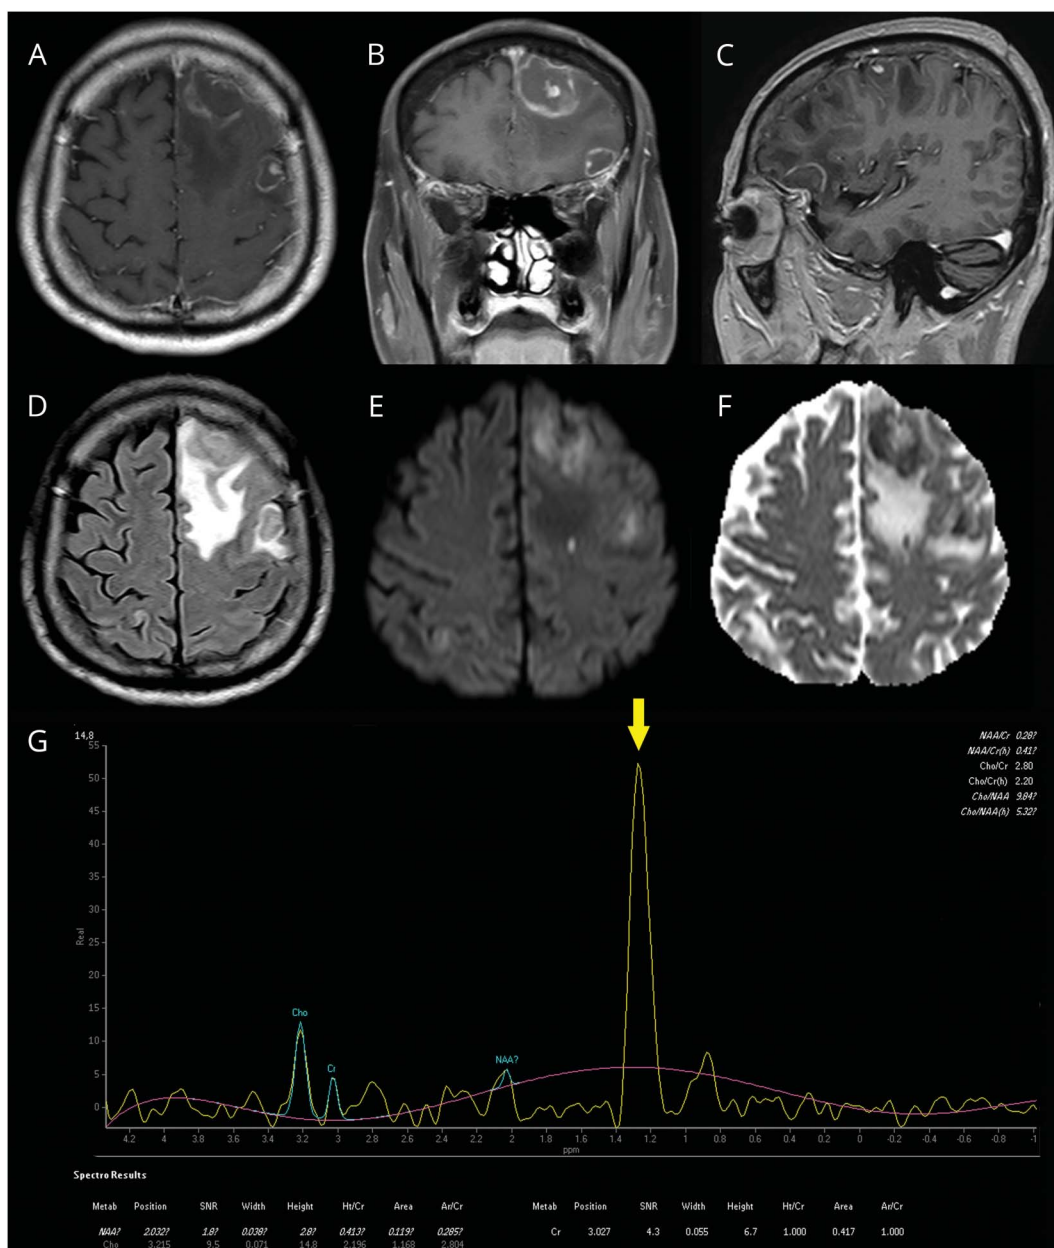 A
B
C
D
E
F
G
14,8
NAA/Cr 0.28?
NAA/Cr(h) 0.41?
Cho/Cr 2.80
Cho/Cr(h) 2.20
Cho/NAA 9.84?
Cho/NAA(h) 5.32?
55
50
45
40
35
30
25
20
15
10
5
0
Real
Cho
Cr
NAA?
4.2 4 3.8 3.6 3.4 3.2 3 2.8 2.6 2.4 2.2 2 1.8 1.6 1.4 1.2 1 0.8 0.6 0.4 0.2 0 -0.2 -0.4 -0.6 -0.8 -1
ppm
Spectro Results
Metab Position SNR Width Height Ht/Cr Area Ar/Cr Metab Position SNR Width Height Ht/Cr Area Ar/Cr
NAA? 2.032? 1.8? 0.038? 2.8? 0.413? 0.119? 0.285? Cr 3.027 4.3 0.055 6.7 1.000 0.417 1.000
Cho 3.215 9.5 0.071 14.8 2.196 1.168 2.804